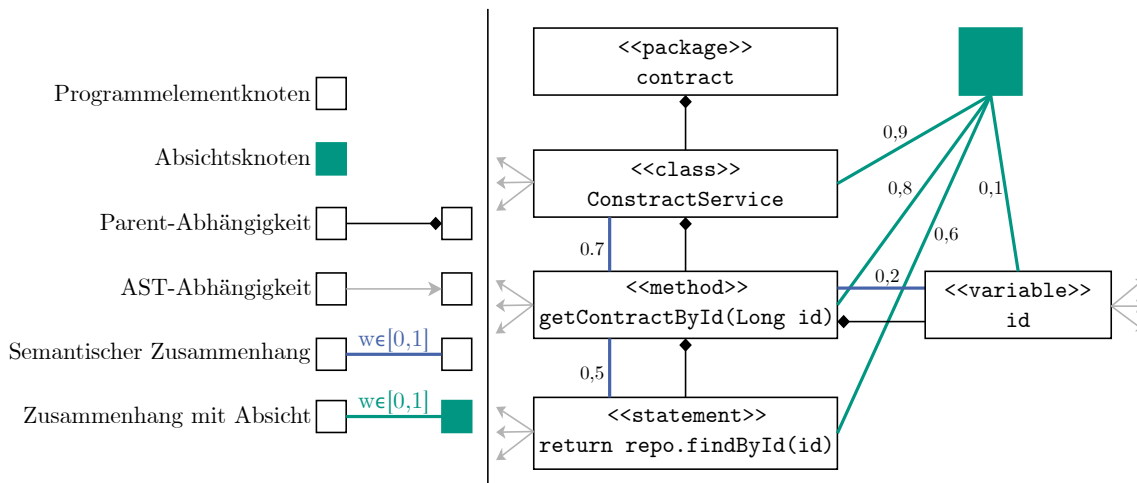 Programmelementknoten
Absichtsknoten
Parent-Abhängigkeit
AST-Abhängigkeit
Semantischer Zusammenhang
w∈[0,1]
Zusammenhang mit Absicht
w∈[0,1]
<<package>>
contract
<<class>>
ConstractService
<<method>>
getContractById(Long id)
<<statement>>
return repo.findById(id)
<<variable>>
id
0,9
0,8
0,1
0,6
0.7
0,2
0,5